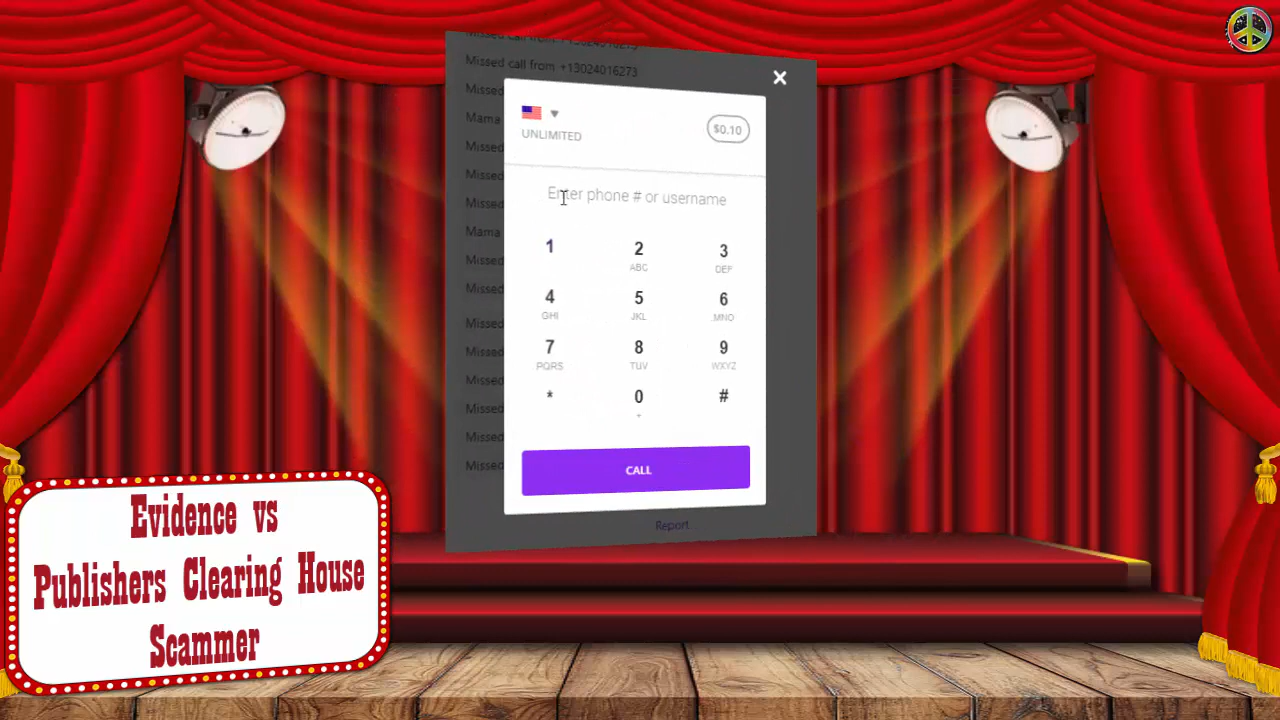 Missed call from +13024016273
Missed
Mama
Missed
Missed
Missed
Mama
Missed
Missed
Missed
Missed
Missed
Missed
Missed
Missed
UNLIMITED
$0.10
Enter phone # or username
1
2
ABC
3
DEF
4
GHI
5
JKL
6
MNO
7
PQRS
8
TUV
9
WXYZ
*
0
+
#
CALL
Report
Evidence vs
Publishers Clearing House
Scammer